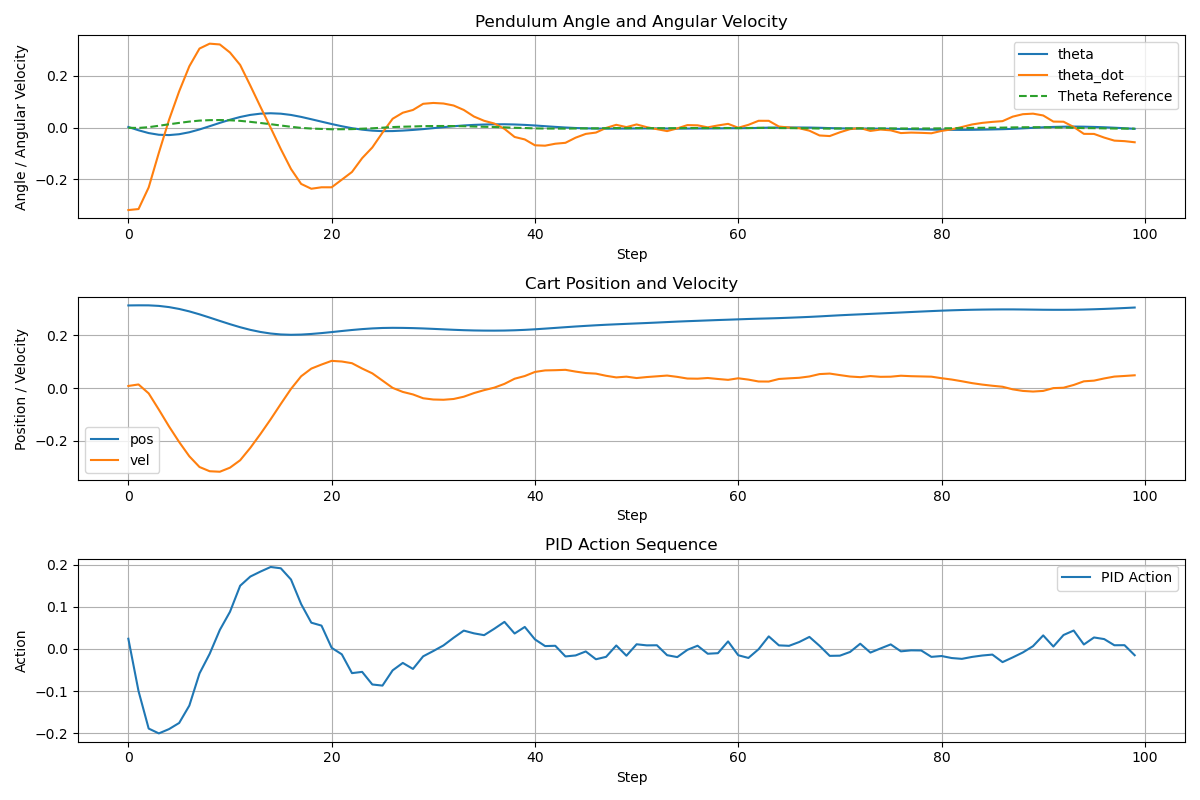 Pendulum Angle and Angular Velocity
Angle / Angular Velocity
0.2
0.0
−0.2
theta
theta_dot
Theta Reference
0 20 40 60 80 100
Step
Cart Position and Velocity
Position / Velocity
0.2
0.0
−0.2
pos
vel
0 20 40 60 80 100
Step
PID Action Sequence
Action
0.2
0.1
0.0
−0.1
−0.2
PID Action
0 20 40 60 80 100
Step